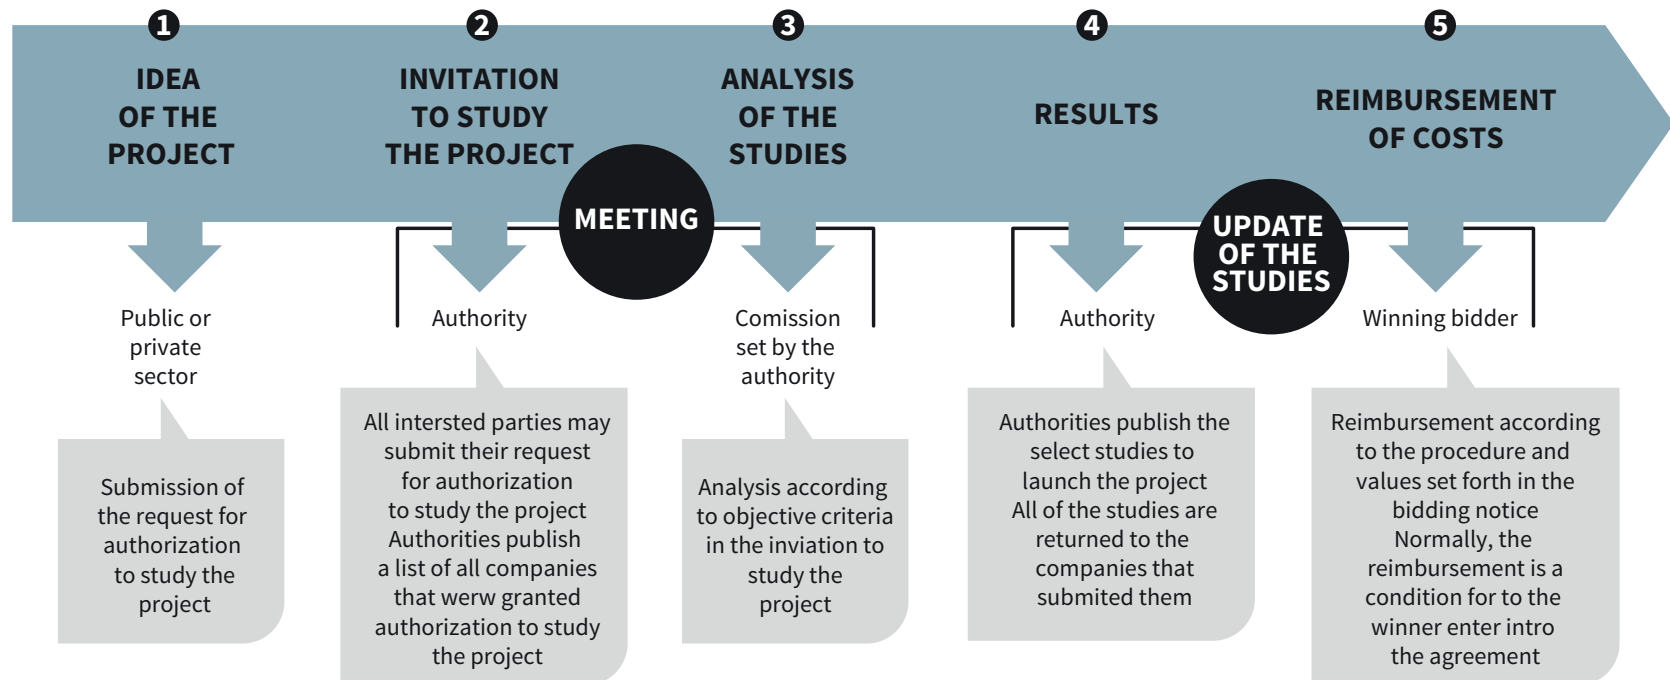 1
IDEA
OF THE
PROJECT
2
INVITATION
TO STUDY
THE PROJECT
3
ANALYSIS
OF THE
STUDIES
4
RESULTS
5
REIMBURSEMENT
OF COSTS
MEETING
UPDATE
OF THE
STUDIES
Public or
private
sector
Submission of
the request for
authorization
to study the
project
Authority
All intersted parties may
submit their request
for authorization
to study the project
Authorities publish
a list of all companies
that werw granted
authorization to study
the project
Comission
set by the
authority
Analysis according
to objective criteria
in the inviation to
study the
project
Authority
Authorities publish the
select studies to
launch the project
All of the studies are
returned to the
companies that
submited them
Winning bidder
Reimbursement according
to the procedure and
values set forth in the
bidding notice
Normally, the
reimbursement is a
condition for to the
winner enter intro
the agreement